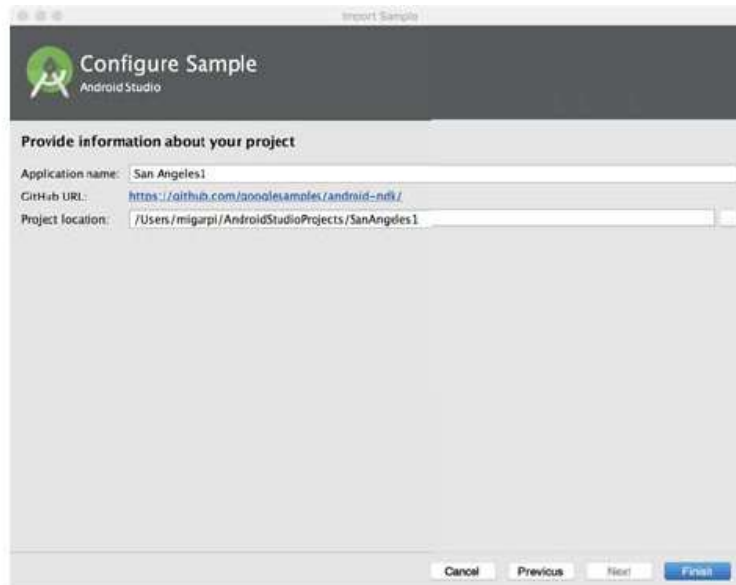 Import Sample
Configure Sample
Android Studio
Provide information about your project
Application name: San Angeles1
GitHub URL: https://github.com/googlesamples/android-ndk/
Project location: /Users/migarpi/AndroidStudioProjects/SanAngeles1
Cancel Previous Next Finish